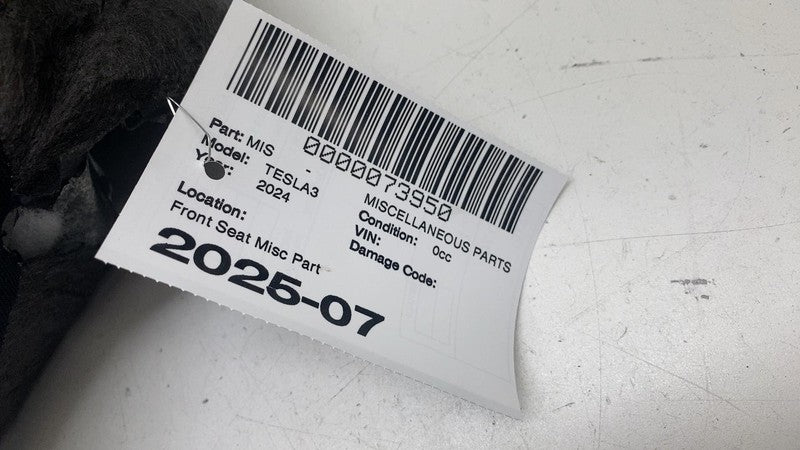 0000073950
Part: MIS - MISCELLANEOUS PARTS
Model: TESLA3 Condition: 0cc
Year: 2024 VIN:
Damage Code:
Location:
Front Seat Misc Part
2025-07